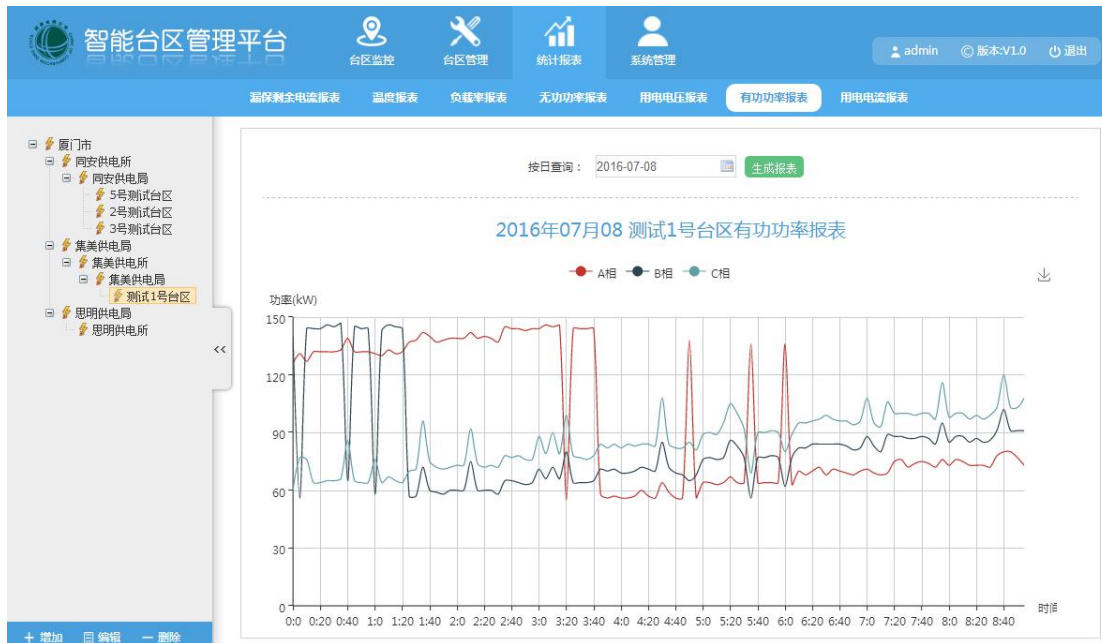 智能台区管理平台
台区监控 台区管理 统计报表 系统管理
admin ©版本:V1.0 退出
漏保剩余电流报表 温度报表 负载率报表 无功功率报表 用电电压报表 有功功率报表 用电电流报表
厦门市
同安供电所
同安供电局
5号测试台区
2号测试台区
3号测试台区
集美供电局
集美供电所
集美供电局
测试1号台区
思明供电局
思明供电所
<<
按日查询： 2016-07-08 生成报表
2016年07月08 测试1号台区有功功率报表
A相 B相 C相
功率(kW)
150
120
90
60
30
0
0:0 0:20 0:40 1:0 1:20 1:40 2:0 2:20 2:40 3:0 3:20 3:40 4:0 4:20 4:40 5:0 5:20 5:40 6:0 6:20 6:40 7:0 7:20 7:40 8:0 8:20 8:40
时间
+ 增加 编辑 — 删除